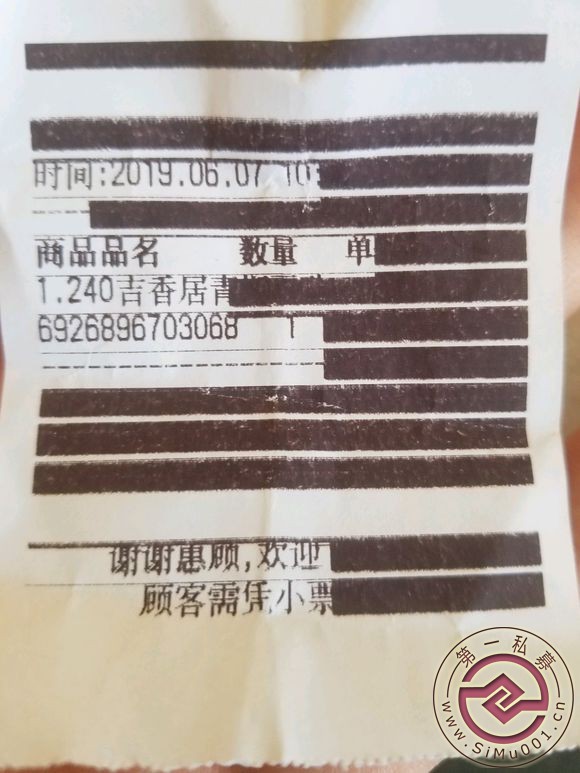 时间:2019.06.07 10:
商品品名 数量 单
1.240吉香居青
6926896703068 1
谢谢惠顾,欢迎
顾客需凭小票
第一私募
www.SiMu001.cn